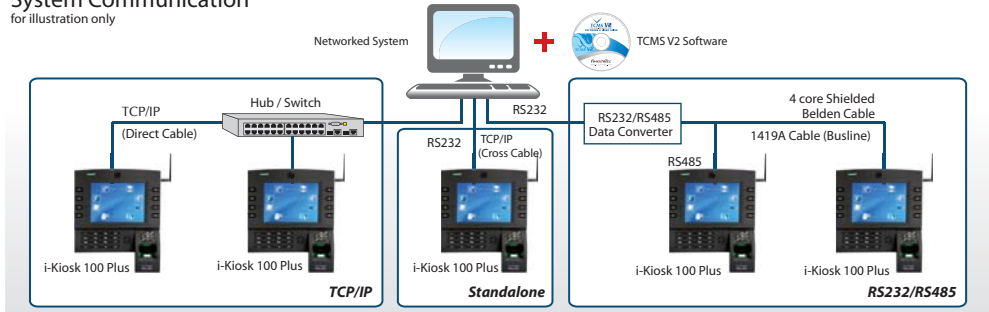 System Communication
for illustration only
Networked System
TCMS V2
TCMS V2 Software
TCP/IP
(Direct Cable)
Hub / Switch
RS232
TCP/IP
(Cross Cable)
RS232
RS232/RS485
Data Converter
4 core Shielded
Belden Cable
1419A Cable (Busline)
RS485
i-Kiosk 100 Plus
i-Kiosk 100 Plus
i-Kiosk 100 Plus
i-Kiosk 100 Plus
i-Kiosk 100 Plus
TCP/IP
Standalone
RS232/RS485